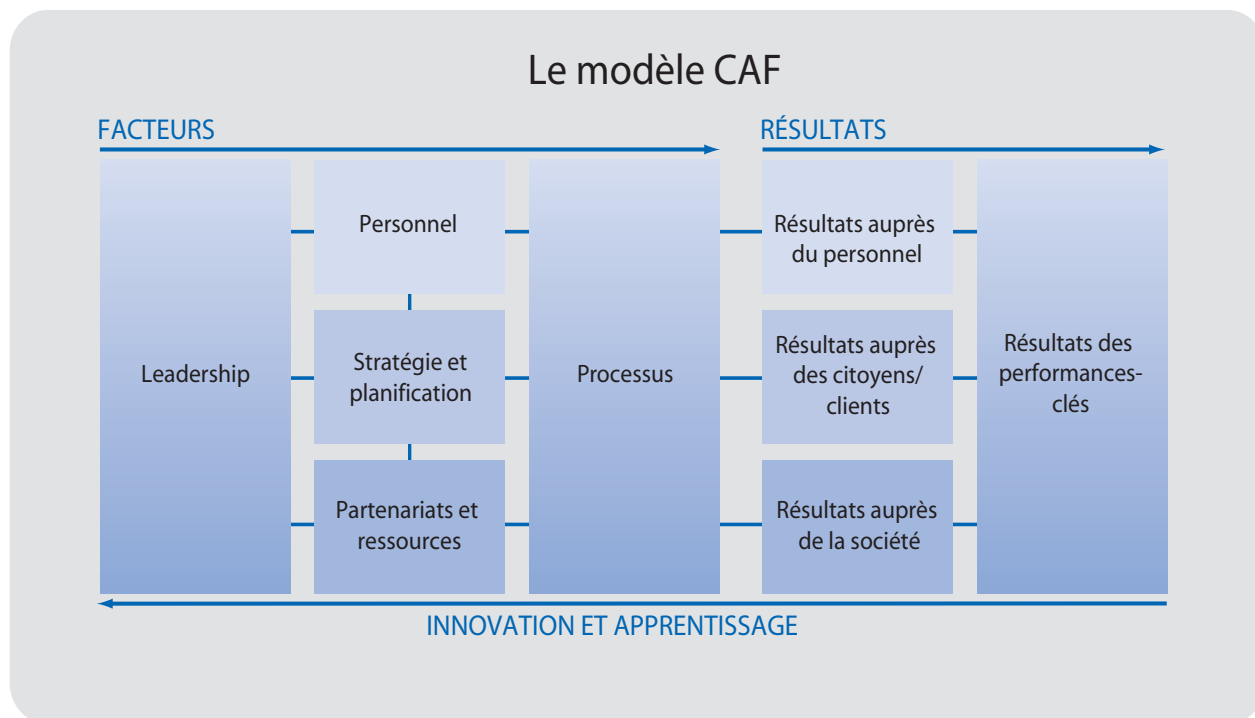 Le modèle CAF
FACTEURS
RÉSULTATS
Leadership
Personnel
Stratégie et
planification
Partenariats et
ressources
Processus
Résultats auprès
du personnel
Résultats auprès
des citoyens/
clients
Résultats auprès
de la société
Résultats des
performances-
clés
INNOVATION ET APPRENTISSAGE